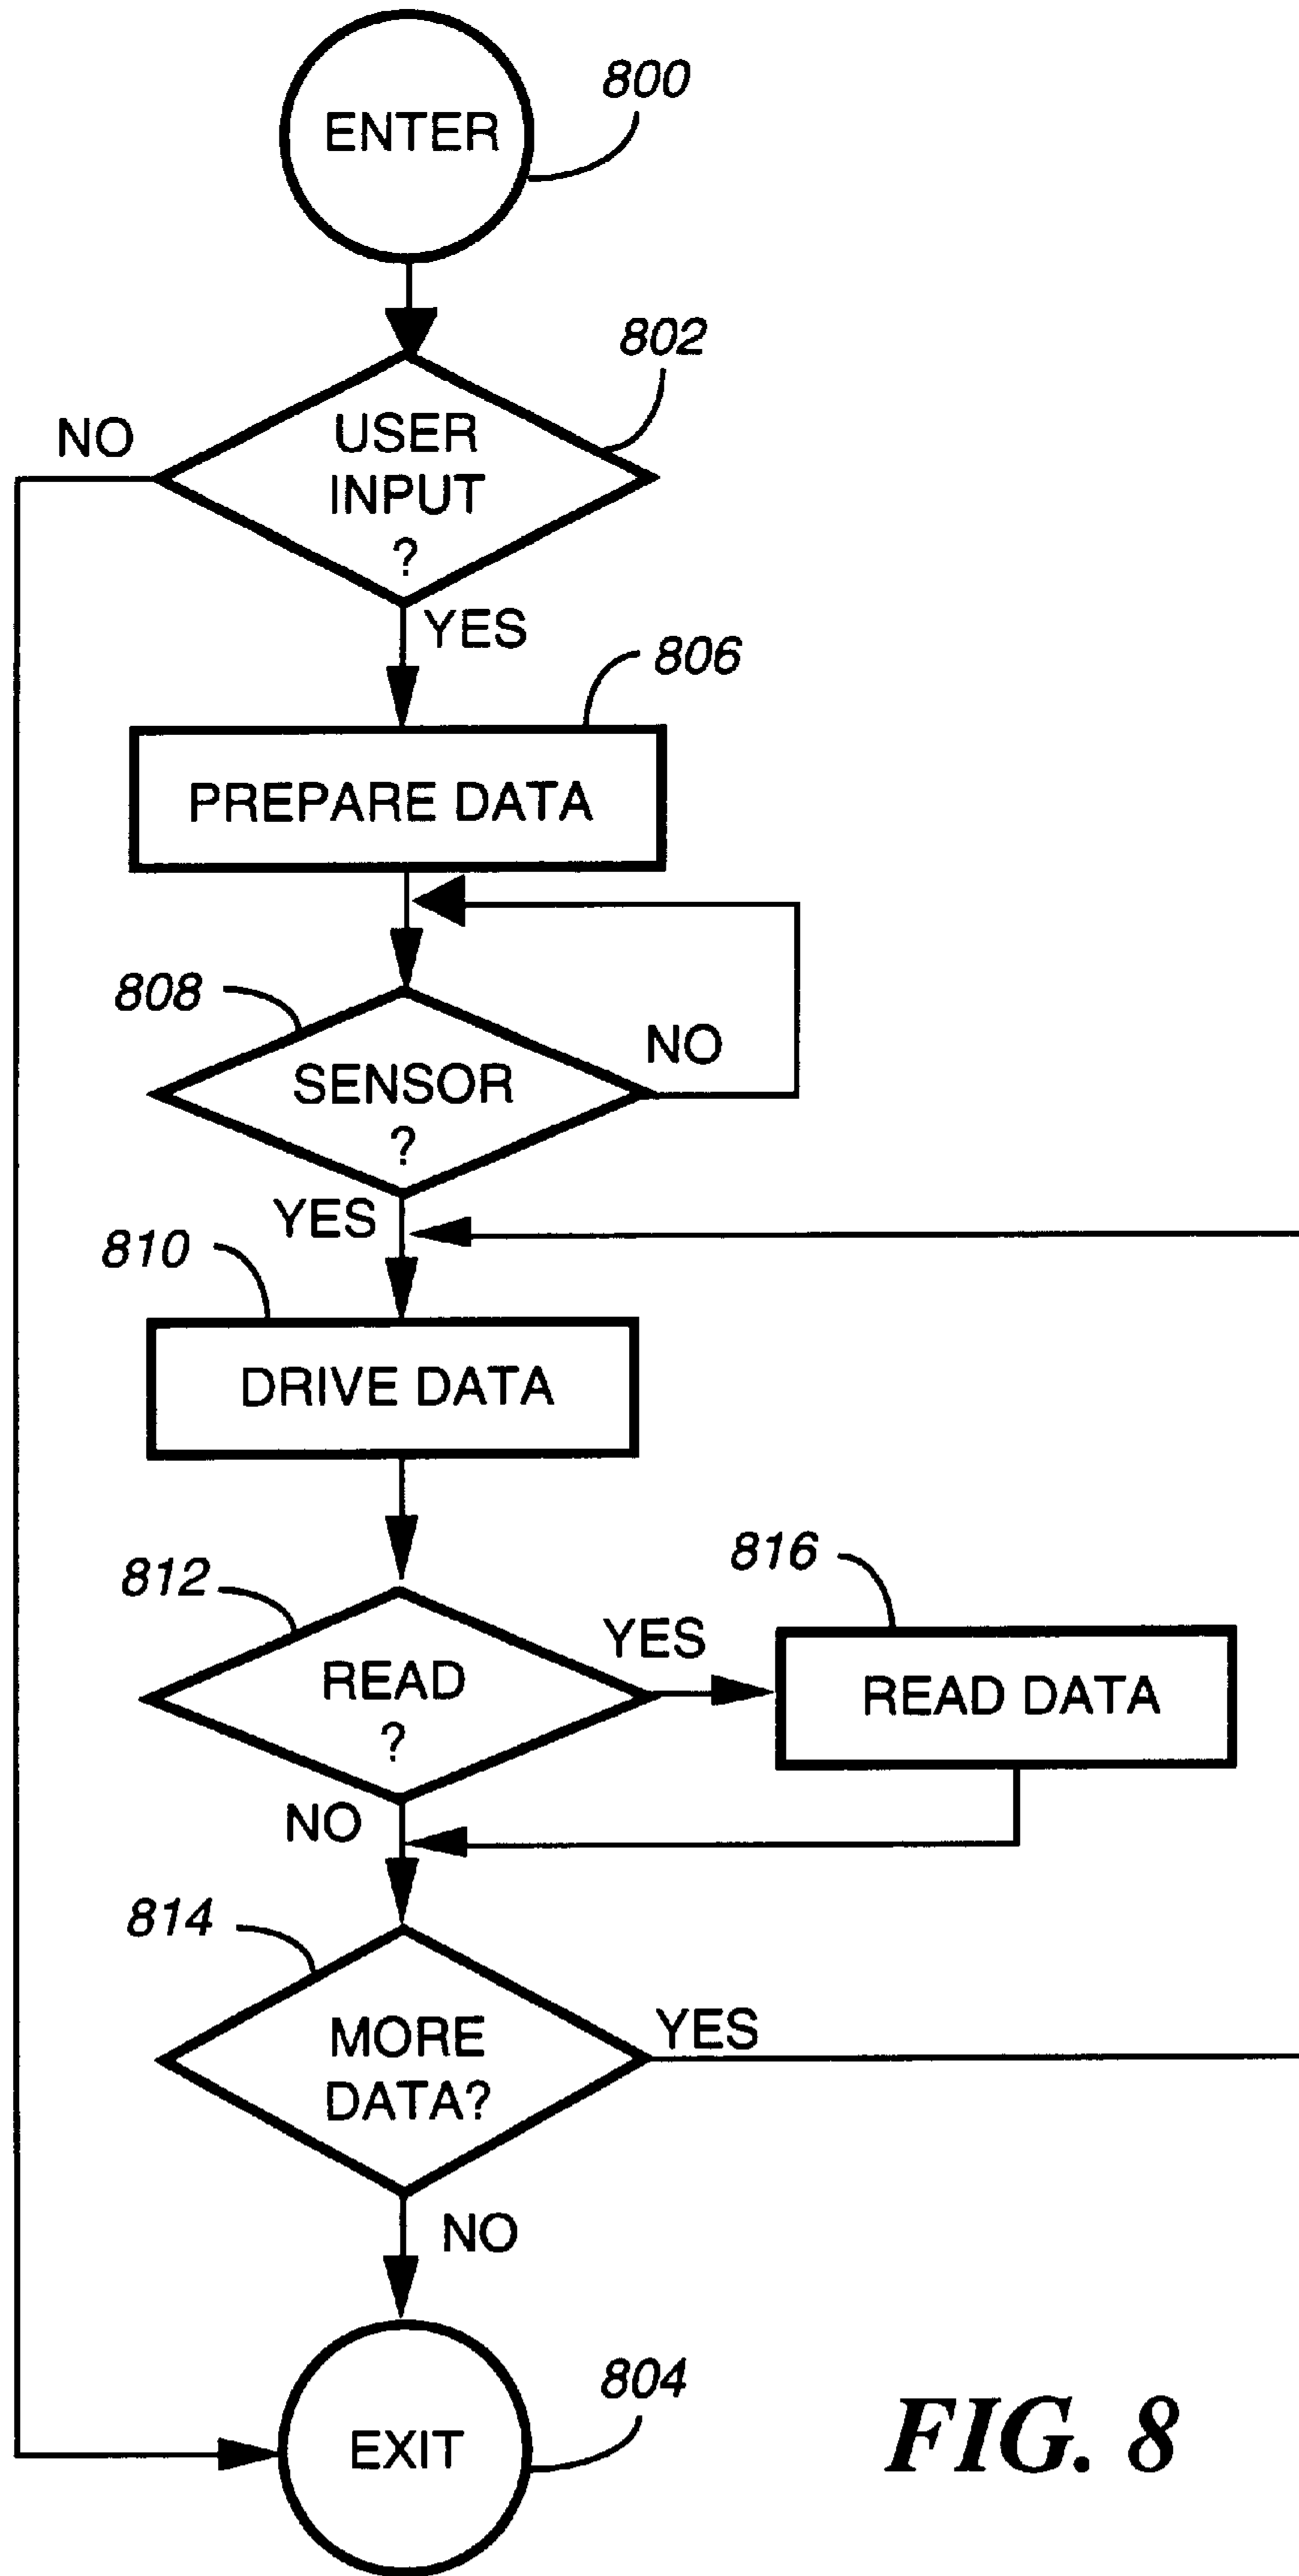 800
ENTER
802
NO
USER
INPUT
?
YES
806
PREPARE DATA
808
NO
SENSOR
?
YES
810
DRIVE DATA
812
816
YES
READ
?
READ DATA
NO
814
YES
MORE
DATA?
NO
804
EXIT
FIG. 8